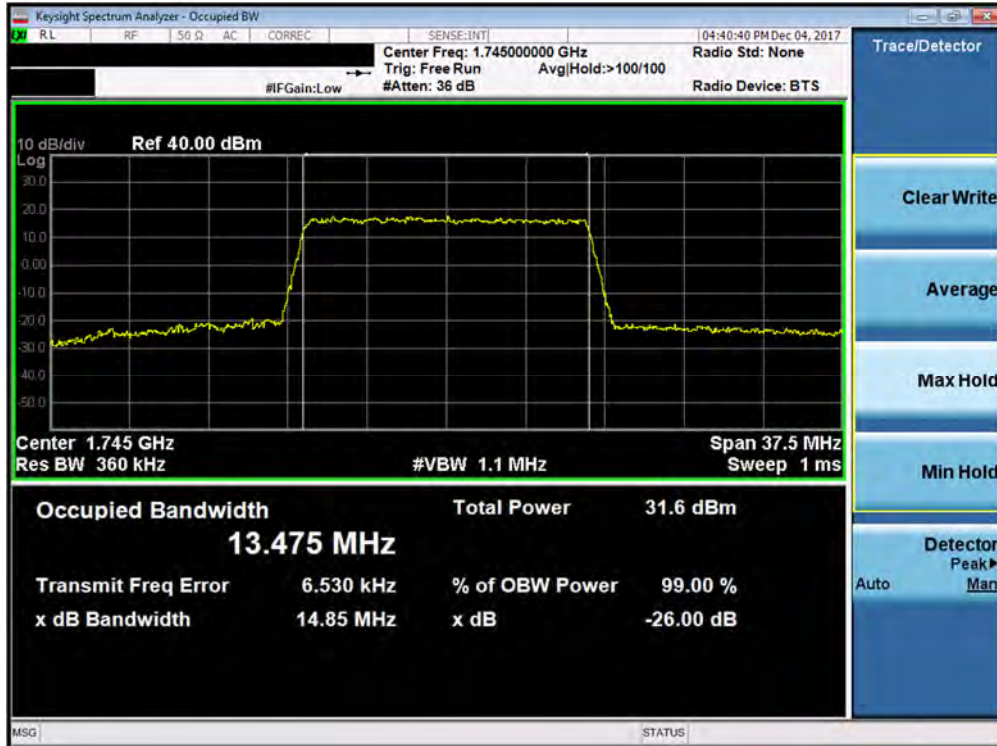 Keysight Spectrum Analyzer - Occupied BW
LXI RL RF 50 Ω AC CORREC SENSE:INT 04:40:40 PM Dec 04, 2017
Center Freq: 1.745000000 GHz Radio Std: None
Trig: Free Run Avg|Hold:>100/100
#IFGain:Low #Atten: 36 dB Radio Device: BTS
Trace/Detector
10 dB/div Ref 40.00 dBm
Log
30.0
20.0
10.0
0.00
-10.0
-20.0
-30.0
-40.0
-50.0
Center 1.745 GHz Span 37.5 MHz
Res BW 360 kHz #VBW 1.1 MHz Sweep 1 ms
Clear Write
Average
Max Hold
Min Hold
Detector
Peak▶
Auto Man
Occupied Bandwidth Total Power 31.6 dBm
13.475 MHz
Transmit Freq Error 6.530 kHz % of OBW Power 99.00 %
x dB Bandwidth 14.85 MHz x dB -26.00 dB
MSG STATUS